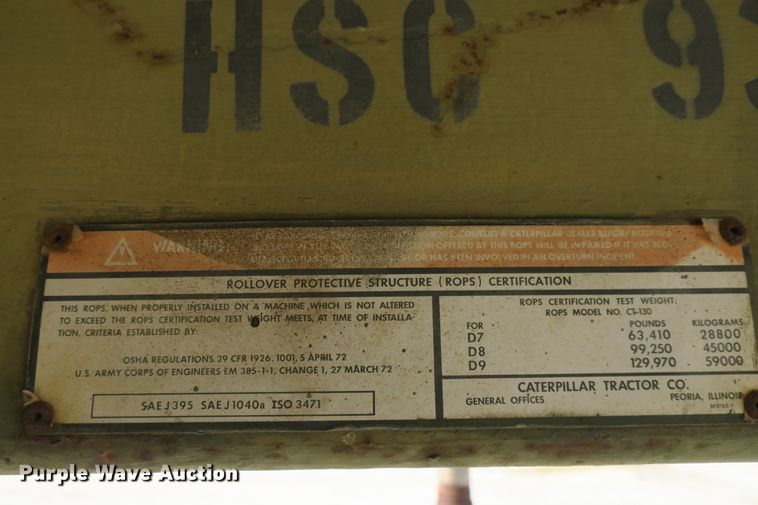 HSC 9
WARNING:
ROPS, CONSULT A CATERPILLAR DEALER BEFORE ALTERING
OFFERED BY THIS ROPS WILL BE IMPAIRED IF IT HAS BEEN
SUBJECTED TO OR HAS BEEN INVOLVED IN AN OVERTURN INCIDENT.
ROLLOVER PROTECTIVE STRUCTURE (ROPS) CERTIFICATION
THIS ROPS, WHEN PROPERLY INSTALLED ON A MACHINE WHICH IS NOT ALTERED
TO EXCEED THE ROPS CERTIFICATION TEST WEIGHT MEETS, AT TIME OF INSTALLA-
TION, CRITERIA ESTABLISHED BY:
OSHA REGULATIONS 29 CFR 1926. 1001, 5 APRIL 72
U.S. ARMY CORPS OF ENGINEERS EM 385-1-1, CHANGE 1, 27 MARCH 72
SAE J395 SAE J1040a ISO 3471
ROPS CERTIFICATION TEST WEIGHT:
ROPS MODEL NO. CT-130
FOR POUNDS KILOGRAMS
D7 63,410 28800
D8 99,250 45000
D9 129,970 59000
CATERPILLAR TRACTOR CO.
GENERAL OFFICES PEORIA, ILLINOIS
Purple Wave Auction